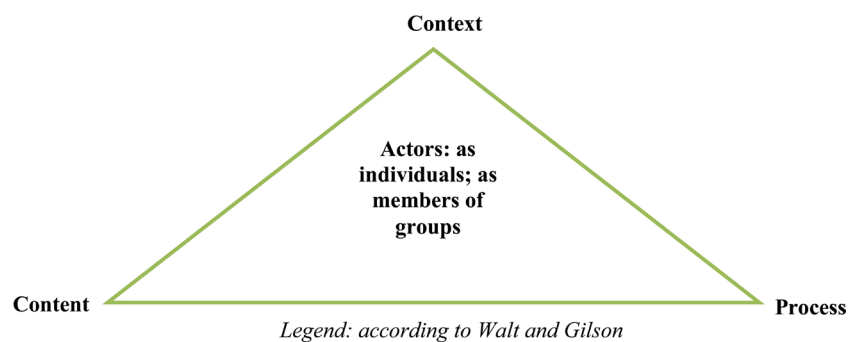 Context
Actors: as
individuals; as
members of
groups
Content
Process
Legend: according to Walt and Gilson